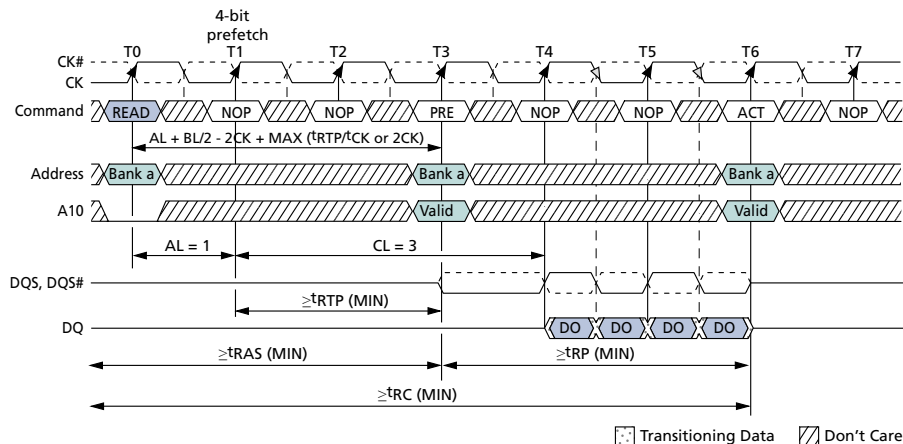 4-bit
prefetch
T0 T1 T2 T3 T4 T5 T6 T7
CK#
CK
Command READ NOP NOP PRE NOP NOP ACT NOP
AL + BL/2 - 2CK + MAX (tRTP/tCK or 2CK)
Address Bank a Bank a Bank a
A10 Valid Valid
AL = 1 CL = 3
DQS, DQS#
≥tRTP (MIN)
DQ DO DO DO DO
≥tRAS (MIN) ≥tRP (MIN)
≥tRC (MIN)
Transitioning Data Don't Care